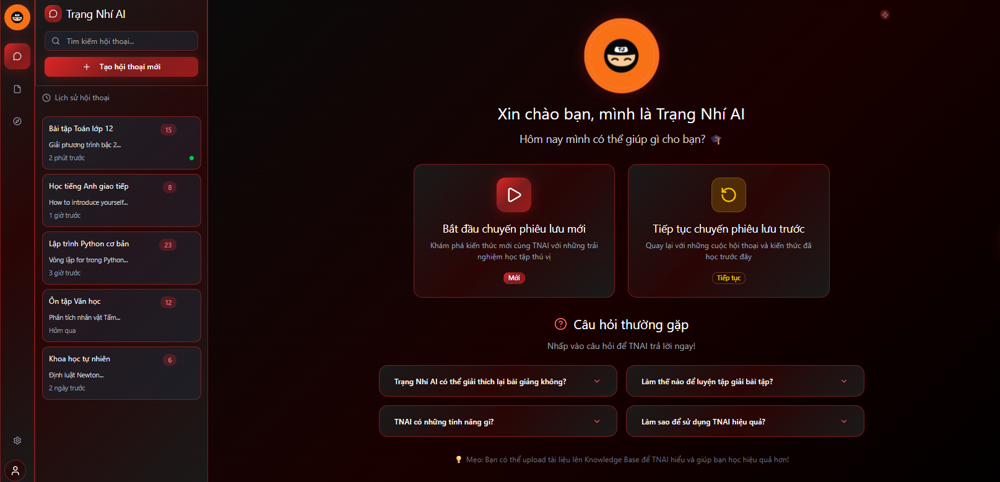 Trạng Nhí AI
Tìm kiếm hội thoại...
Tạo hội thoại mới
Lịch sử hội thoại
Bài tập Toán lớp 12
15
Giải phương trình bậc 2...
2 phút trước
Học tiếng Anh giao tiếp
8
How to introduce yourself...
1 giờ trước
Lập trình Python cơ bản
23
Vòng lặp for trong Python...
3 giờ trước
Ôn tập Văn học
12
Phân tích nhân vật Tấm...
Hôm qua
Khoa học tự nhiên
6
Định luật Newton...
2 ngày trước
TJ
Xin chào bạn, mình là Trạng Nhí AI
Hôm nay mình có thể giúp gì cho bạn? 🎓
Bắt đầu chuyến phiêu lưu mới
Khám phá kiến thức mới cùng TNAI với những trải
nghiệm học tập thú vị
Mới
Tiếp tục chuyến phiêu lưu trước
Quay lại với những cuộc hội thoại và kiến thức đã
học trước đây
Tiếp tục
Câu hỏi thường gặp
Nhấp vào câu hỏi để TNAI trả lời ngay!
Trạng Nhí AI có thể giải thích lại bài giảng không?
Làm thế nào để luyện tập giải bài tập?
TNAI có những tính năng gì?
Làm sao để sử dụng TNAI hiệu quả?
💡 Mẹo: Bạn có thể upload tài liệu lên Knowledge Base để TNAI hiểu và giúp bạn học hiệu quả hơn!